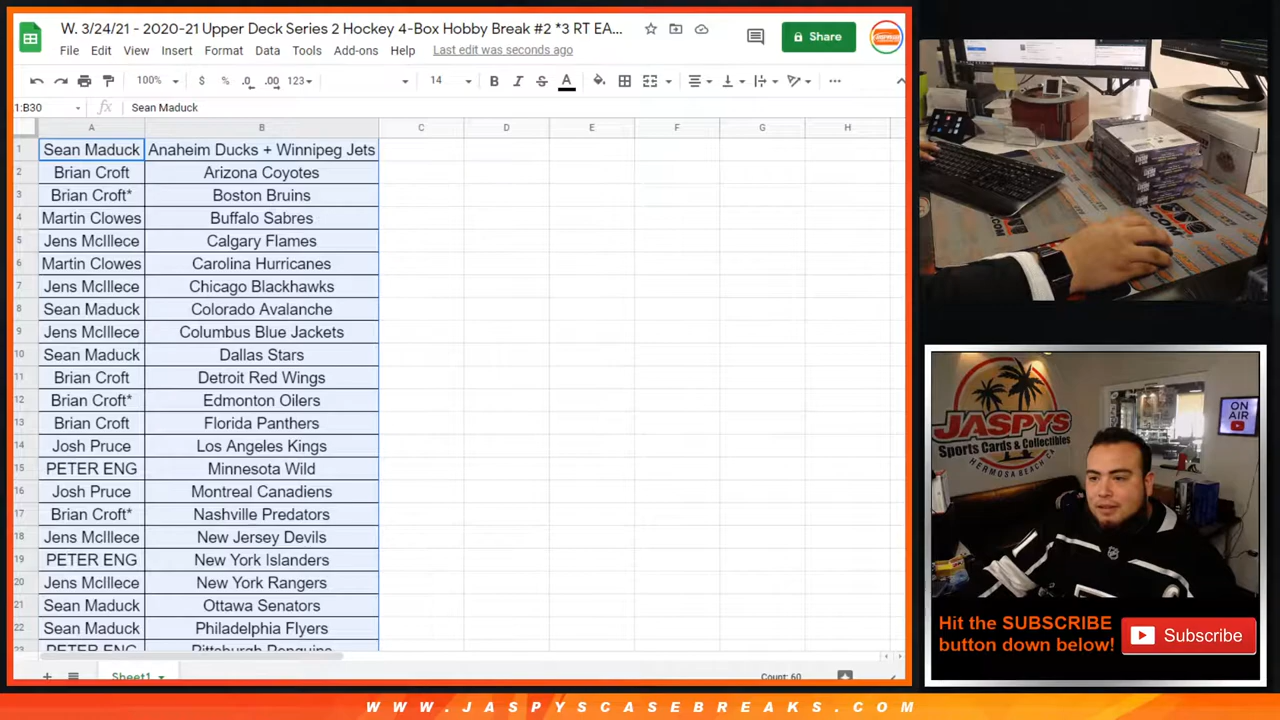 W. 3/24/21 - 2020-21 Upper Deck Series 2 Hockey 4-Box Hobby Break #2 *3 RT EA...
File Edit View Insert Format Data Tools Add-ons Help Last edit was seconds ago
Share
100% $ % .0 .00 123 14 B I S A
1:B30 fx Sean Maduck
A B C D E F G H
1 Sean Maduck Anaheim Ducks + Winnipeg Jets
2 Brian Croft Arizona Coyotes
3 Brian Croft* Boston Bruins
4 Martin Clowes Buffalo Sabres
5 Jens McIllece Calgary Flames
6 Martin Clowes Carolina Hurricanes
7 Jens McIllece Chicago Blackhawks
8 Sean Maduck Colorado Avalanche
9 Jens McIllece Columbus Blue Jackets
10 Sean Maduck Dallas Stars
11 Brian Croft Detroit Red Wings
12 Brian Croft* Edmonton Oilers
13 Brian Croft Florida Panthers
14 Josh Pruce Los Angeles Kings
15 PETER ENG Minnesota Wild
16 Josh Pruce Montreal Canadiens
17 Brian Croft* Nashville Predators
18 Jens McIllece New Jersey Devils
19 PETER ENG New York Islanders
20 Jens McIllece New York Rangers
21 Sean Maduck Ottawa Senators
22 Sean Maduck Philadelphia Flyers
23 PETER ENG Pittsburgh Penguins
Sheet1 Count: 60
JASPYS
Sports Cards & Collectibles
HERMOSA BEACH CA
ON
AIR
Hit the SUBSCRIBE
button down below!
Subscribe
WWW.JASPYSCASEBREAKS.COM